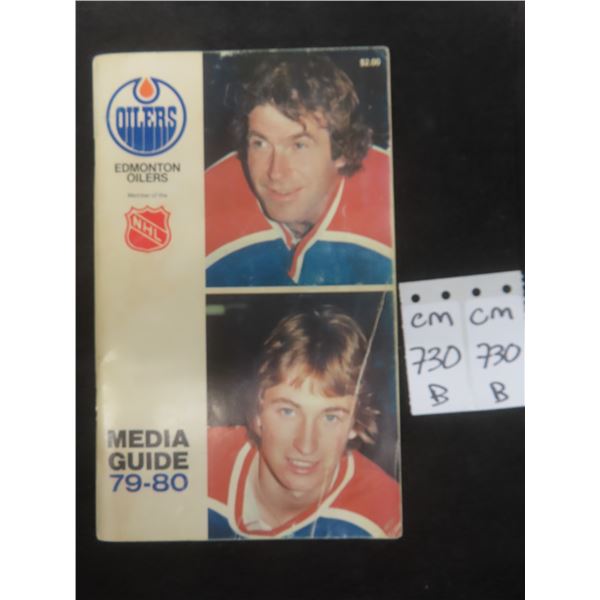 $2.00
OILERS
EDMONTON
OILERS
Member of the
NHL
MEDIA
GUIDE
79-80
CM
730
B
CM
730
B